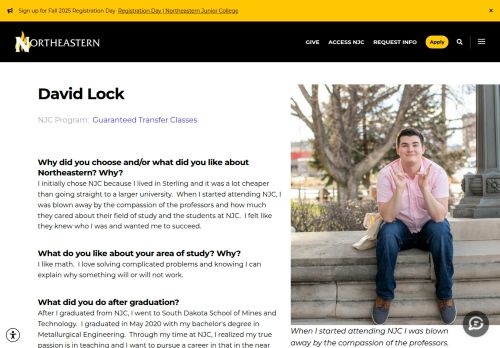 Sign up for Fall 2025 Registration Day Registration Day | Northeastern Junior College ×
NORTHEASTERN
GIVE ACCESS NJC REQUEST INFO Apply
David Lock
NJC Program: Guaranteed Transfer Classes
Why did you choose and/or what did you like about
Northeastern? Why?
I initially chose NJC because I lived in Sterling and it was a lot cheaper
than going straight to a larger university. When I started attending NJC, I
was blown away by the compassion of the professors and how much
they cared about their field of study and the students at NJC. I felt like
they knew who I was and wanted me to succeed.
What do you like about your area of study? Why?
I like math. I love solving complicated problems and knowing I can
explain why something will or will not work.
What did you do after graduation?
After I graduated from NJC, I went to South Dakota School of Mines and
Technology. I graduated in May 2020 with my bachelor's degree in
Metallurgical Engineering. Through my time at NJC, I realized my true
passion is in teaching and I want to pursue a career in that in the near
When I started attending NJC I was blown
away by the compassion of the professors.